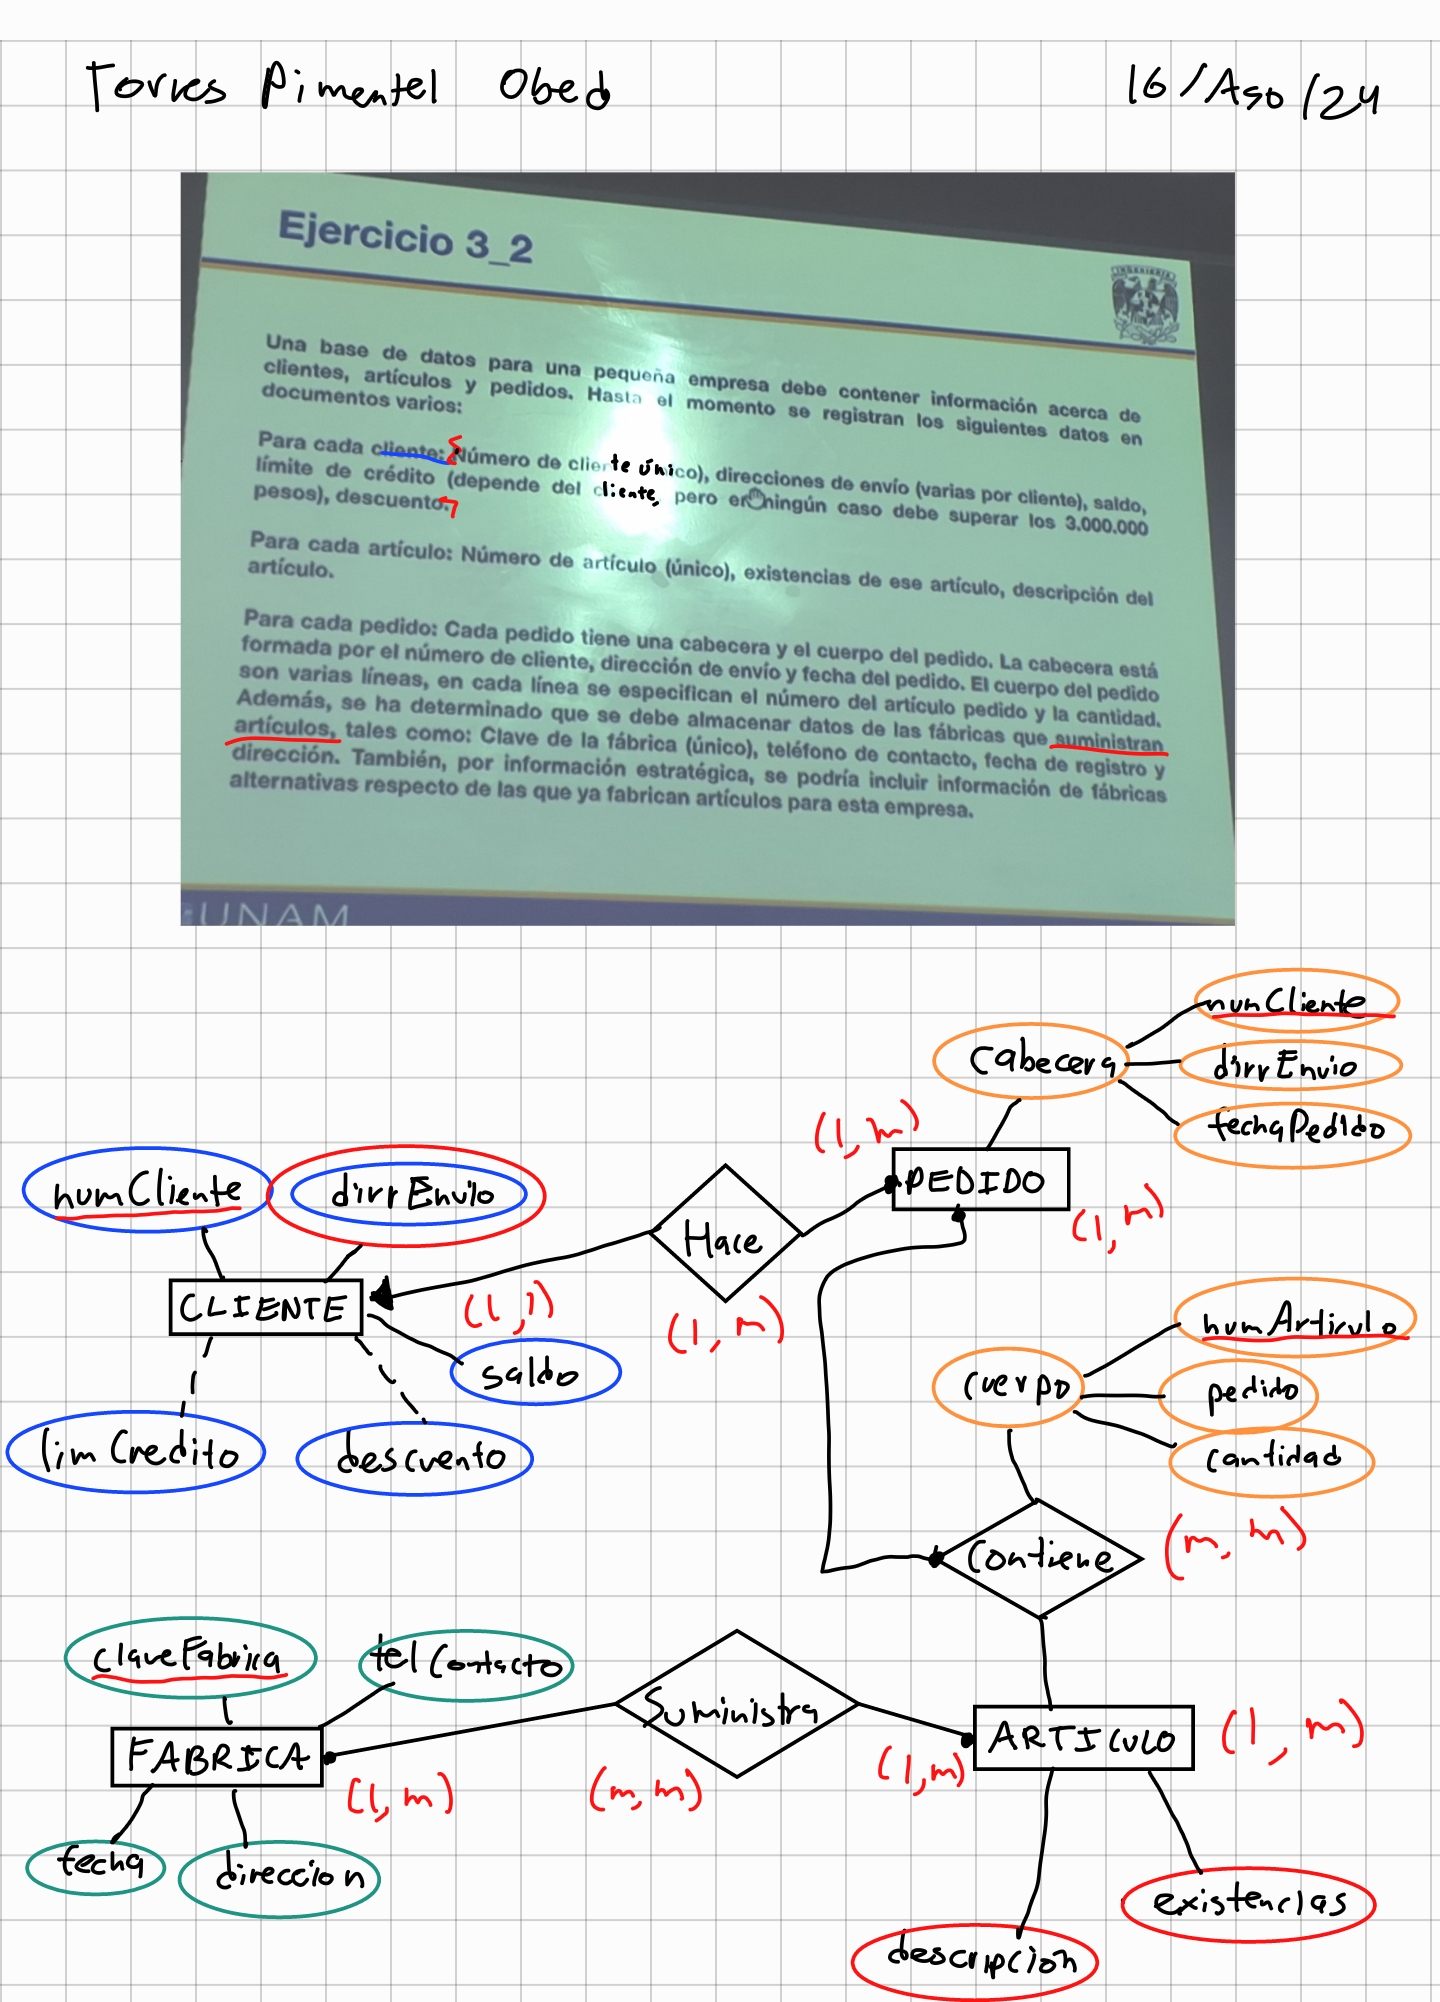 Torres Pimentel Obed
16/Ago/24
Ejercicio 3_2
INGENIERIA
Una base de datos para una pequeña empresa debe contener información acerca de
clientes, artículos y pedidos. Hasta el momento se registran los siguientes datos en
documentos varios:
Para cada cliente: Número de cliente único), direcciones de envío (varias por cliente), saldo,
límite de crédito (depende del cliente, pero en ningún caso debe superar los 3.000.000
pesos), descuento.
Para cada artículo: Número de artículo (único), existencias de ese artículo, descripción del
artículo.
Para cada pedido: Cada pedido tiene una cabecera y el cuerpo del pedido. La cabecera está
formada por el número de cliente, dirección de envío y fecha del pedido. El cuerpo del pedido
son varias líneas, en cada línea se especifican el número del artículo pedido y la cantidad.
Además, se ha determinado que se debe almacenar datos de las fábricas que suministran
artículos, tales como: Clave de la fábrica (único), teléfono de contacto, fecha de registro y
dirección. También, por información estratégica, se podría incluir información de fábricas
alternativas respecto de las que ya fabrican artículos para esta empresa.
UNAM
numCliente
Cabecera
dirrEnvio
fechaPedido
(1,m)
numCliente
dirrEnvio
PEDIDO
Hace
(1,m)
CLIENTE
(1,1)
(1,m)
saldo
numArticulo
cuerpo
pedido
cantidad
limCredito
descuento
Contiene
(m,m)
claveFabrica
telContacto
Suministra
FABRICA
(1,m)
(m,m)
(1,m)
ARTICULO
(1,m)
fecha
direccion
existencias
descripcion